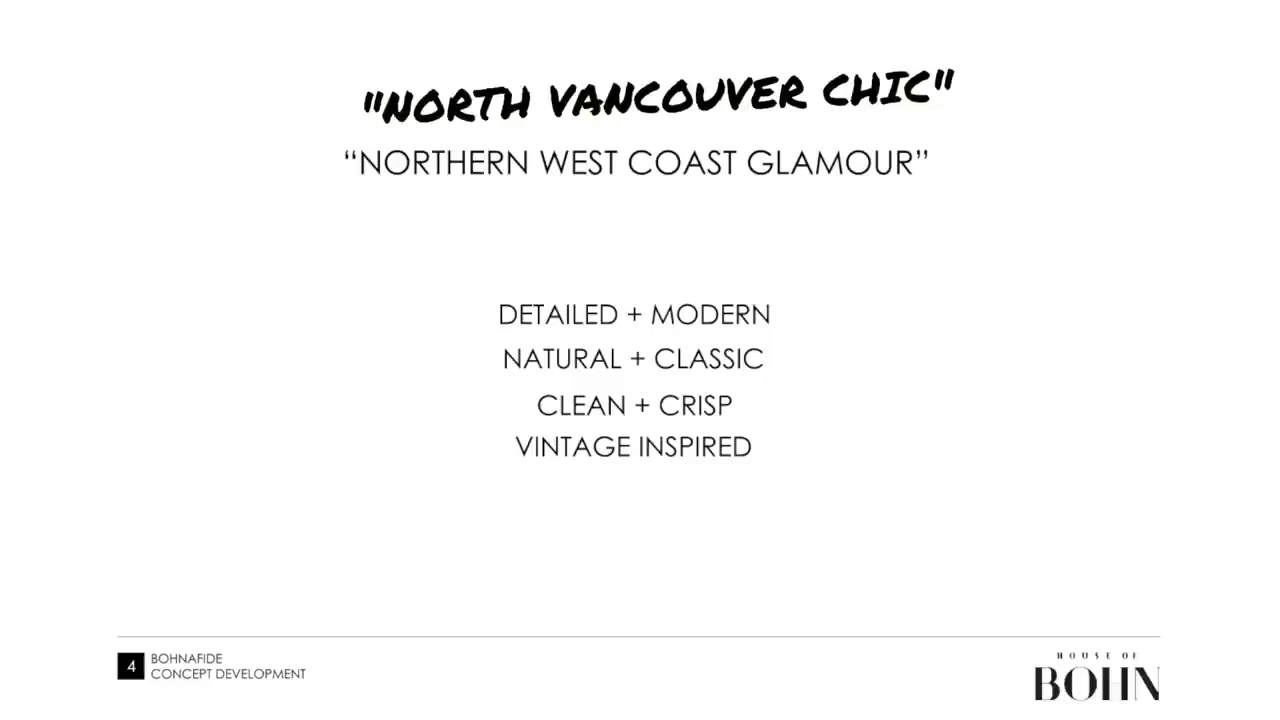 "NORTH VANCOUVER CHIC"
“NORTHERN WEST COAST GLAMOUR”
DETAILED + MODERN
NATURAL + CLASSIC
CLEAN + CRISP
VINTAGE INSPIRED
4
BOHNAFIDE
CONCEPT DEVELOPMENT
HOUSE OF
BOHN